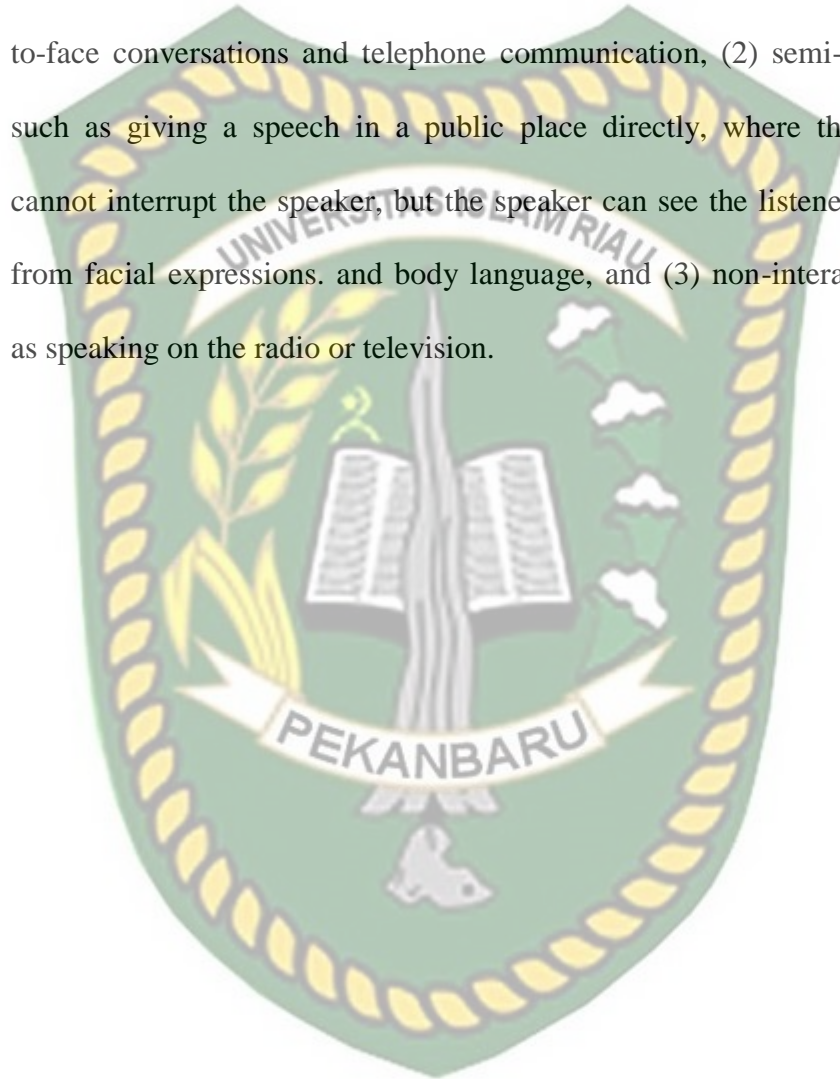 to-face conversations and telephone communication, (2) semi-
such as giving a speech in a public place directly, where th
cannot interrupt the speaker, but the speaker can see the listene
UNIVERSITAS ISLAM RIAU
from facial expressions. and body language, and (3) non-intera
as speaking on the radio or television.
PEKANBARU